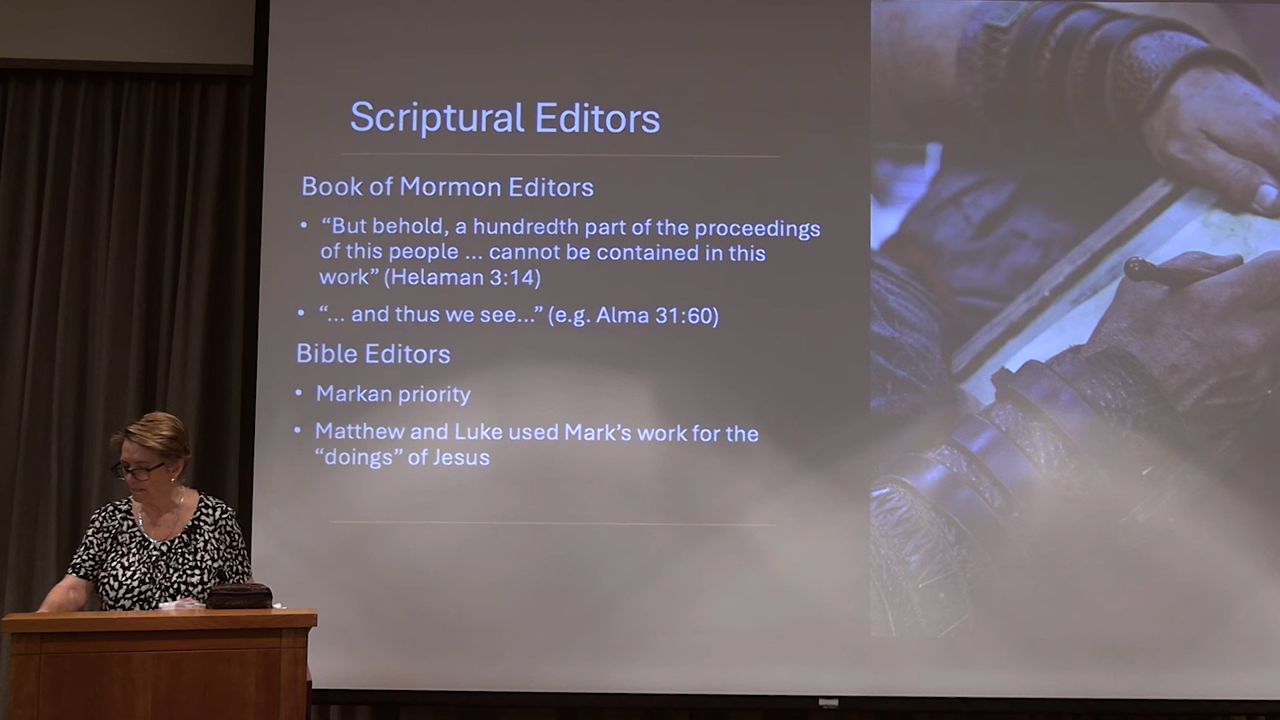 Scriptural Editors
Book of Mormon Editors
• “But behold, a hundredth part of the proceedings
of this people ... cannot be contained in this
work” (Helaman 3:14)
• “... and thus we see...” (e.g. Alma 31:60)
Bible Editors
• Markan priority
• Matthew and Luke used Mark’s work for the
“doings” of Jesus